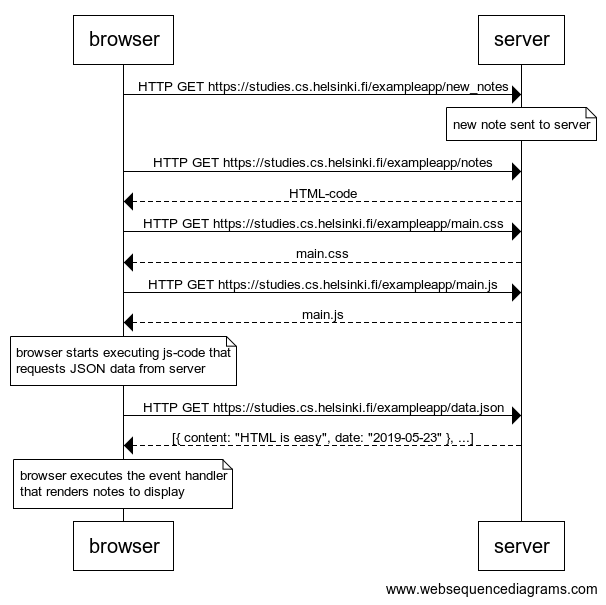 browser
server
HTTP GET https://studies.cs.helsinki.fi/exampleapp/new_notes
new note sent to server
HTTP GET https://studies.cs.helsinki.fi/exampleapp/notes
HTML-code
HTTP GET https://studies.cs.helsinki.fi/exampleapp/main.css
main.css
HTTP GET https://studies.cs.helsinki.fi/exampleapp/main.js
main.js
browser starts executing js-code that
requests JSON data from server
HTTP GET https://studies.cs.helsinki.fi/exampleapp/data.json
[{ content: "HTML is easy", date: "2019-05-23" }, ...]
browser executes the event handler
that renders notes to display
browser
server
www.websequencediagrams.com